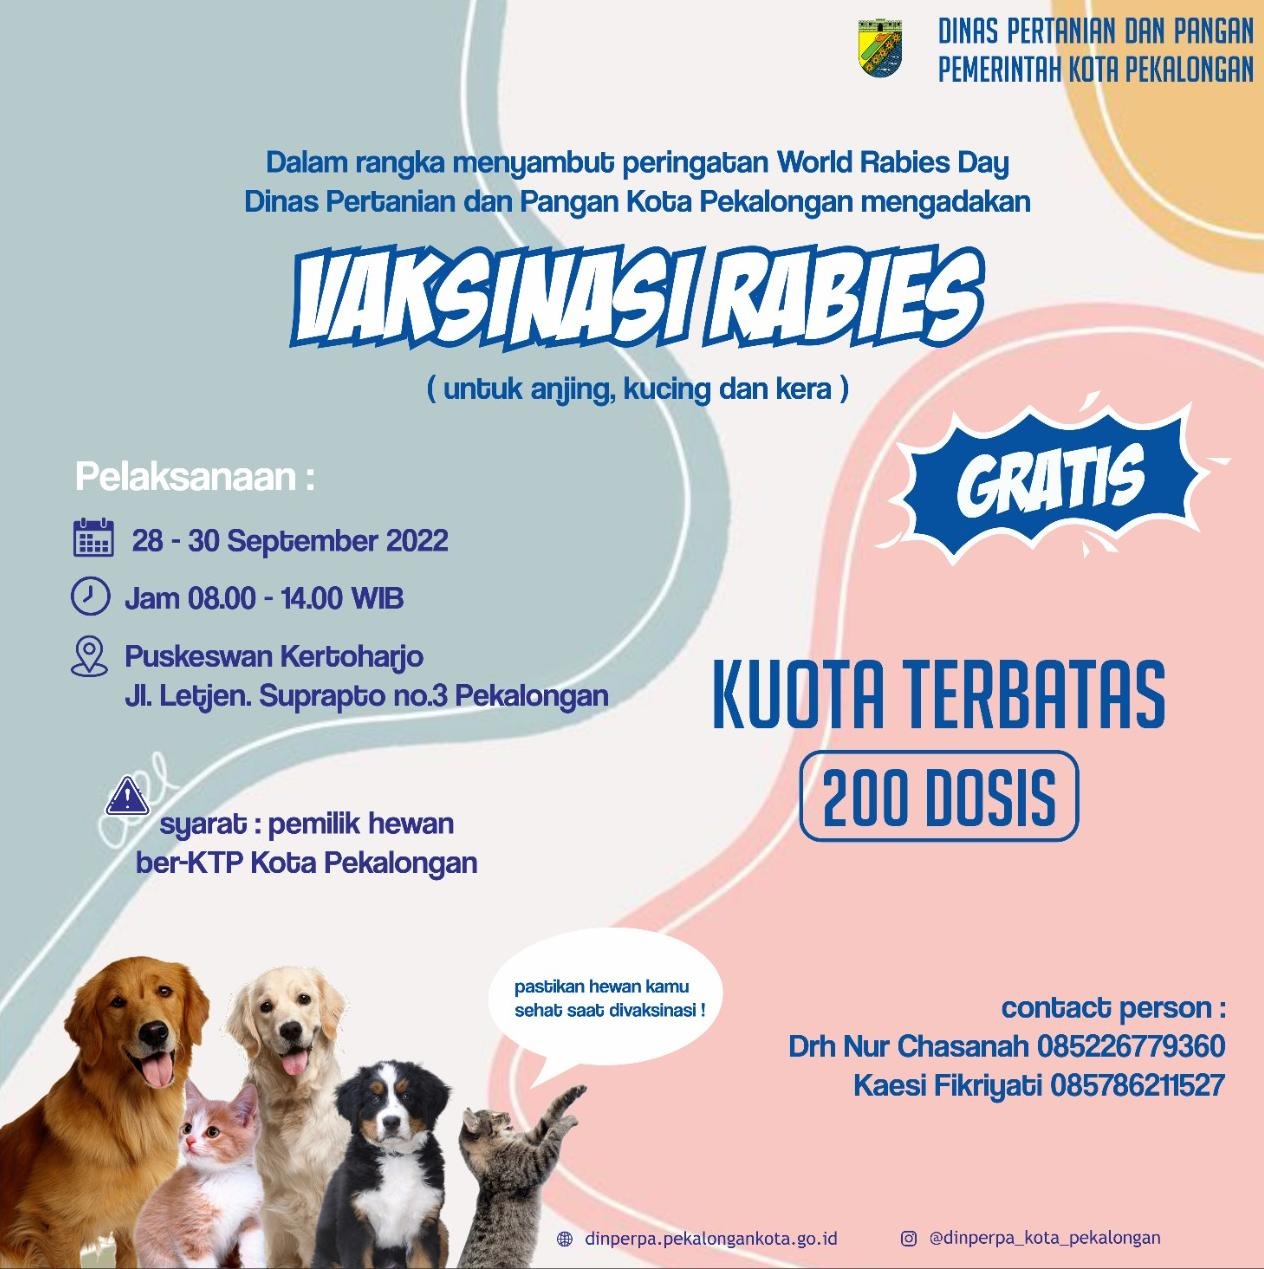 DINAS PERTANIAN DAN PANGAN
PEMERINTAH KOTA PEKALONGAN
Dalam rangka menyambut peringatan World Rabies Day
Dinas Pertanian dan Pangan Kota Pekalongan mengadakan
VAKSINASI RABIES
( untuk anjing, kucing dan kera )
GRATIS
Pelaksanaan :
28 - 30 September 2022
Jam 08.00 - 14.00 WIB
Puskeswan Kertoharjo
Jl. Letjen. Suprapto no.3 Pekalongan
KUOTA TERBATAS
200 DOSIS
syarat : pemilik hewan
ber-KTP Kota Pekalongan
pastikan hewan kamu
sehat saat divaksinasi !
contact person :
Drh Nur Chasanah 085226779360
Kaesi Fikriyati 085786211527
dinperpa.pekalongankota.go.id
@dinperpa_kota_pekalongan